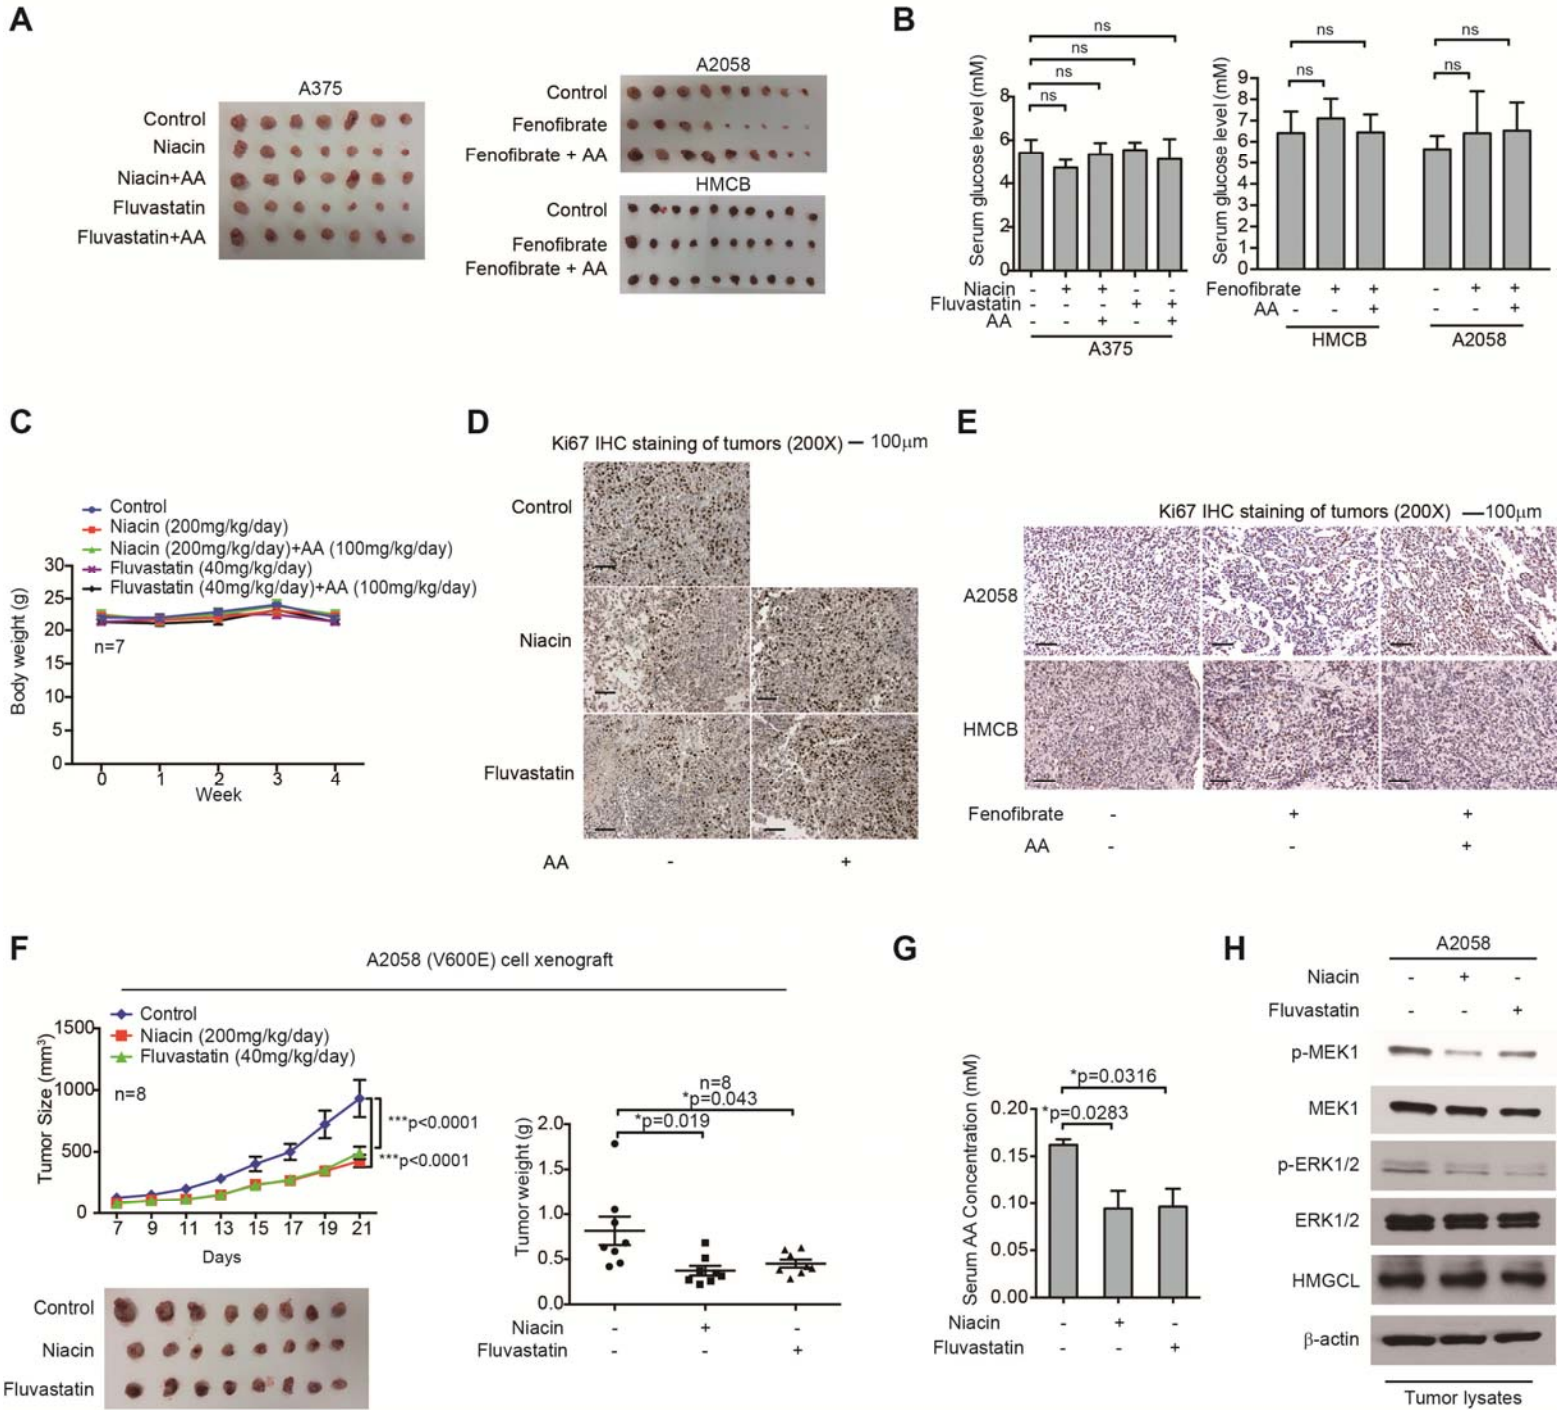 A
A375
Control
Niacin
Niacin+AA
Fluvastatin
Fluvastatin+AA
A2058
Control
Fenofibrate
Fenofibrate + AA
HMCB
Control
Fenofibrate
Fenofibrate + AA
B
ns
ns
ns
ns
Serum glucose level (mM)
8
6
4
2
0
Niacin - + + - -
Fluvastatin - - - + +
AA - - + - +
A375
ns
ns
ns
ns
Serum glucose level (mM)
9
8
7
6
5
4
3
2
1
0
Fenofibrate - + + - + +
AA - - + - - +
HMCB
A2058
C
Control
Niacin (200mg/kg/day)
Niacin (200mg/kg/day)+AA (100mg/kg/day)
Fluvastatin (40mg/kg/day)
Fluvastatin (40mg/kg/day)+AA (100mg/kg/day)
Body weight (g)
30
25
20
15
10
5
0
n=7
0 1 2 3 4
Week
D
Ki67 IHC staining of tumors (200X) 100μm
Control
Niacin
Fluvastatin
AA - +
E
Ki67 IHC staining of tumors (200X) 100μm
A2058
HMCB
Fenofibrate - + +
AA - - +
F
A2058 (V600E) cell xenograft
Control
Niacin (200mg/kg/day)
Fluvastatin (40mg/kg/day)
Tumor Size (mm³)
1500
1000
500
0
n=8
***p<0.0001
***p<0.0001
7 9 11 13 15 17 19 21
Days
Control
Niacin
Fluvastatin
n=8
*p=0.043
*p=0.019
Tumor weight (g)
2.0
1.5
1.0
0.5
0.0
Niacin - + -
Fluvastatin - - +
G
*p=0.0316
*p=0.0283
Serum AA Concentration (mM)
0.20
0.15
0.10
0.05
0.00
Niacin - + -
Fluvastatin - - +
H
A2058
Niacin - + -
Fluvastatin - - +
p-MEK1
MEK1
p-ERK1/2
ERK1/2
HMGCL
β-actin
Tumor lysates